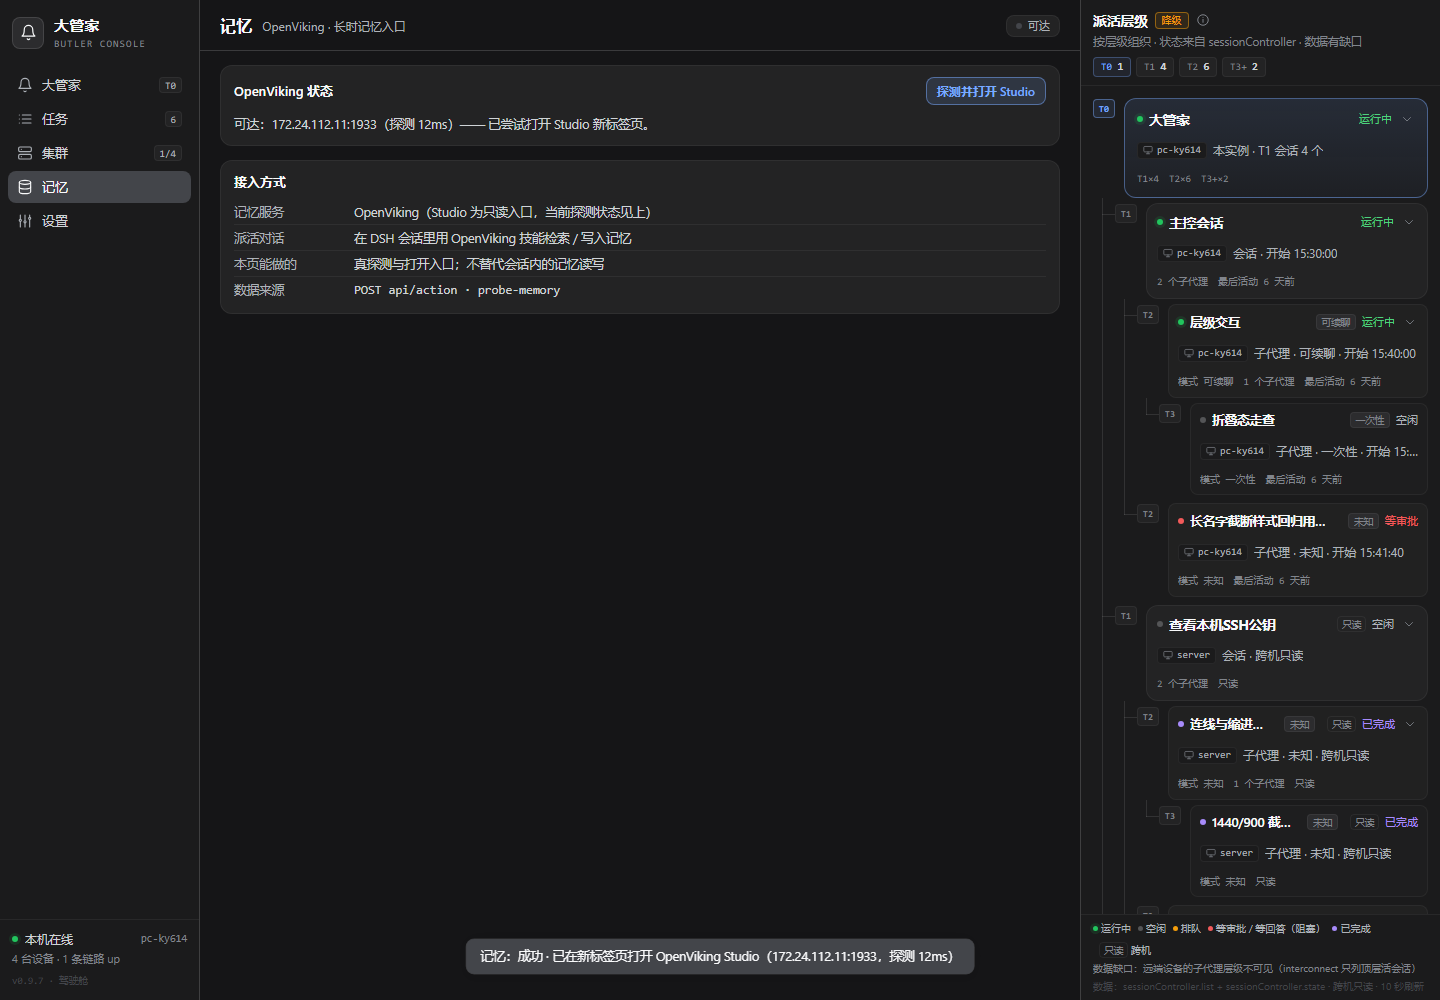 大管家
BUTLER CONSOLE
大管家 T0
任务 6
集群 1/4
记忆
设置
本机在线 pc-ky614
4 台设备 · 1 条链路 up
v0.9.7 · 驾驶舱
记忆 OpenViking · 长时记忆入口 可达
OpenViking 状态 探测并打开 Studio
可达：172.24.112.11:1933（探测 12ms）—— 已尝试打开 Studio 新标签页。
接入方式
记忆服务 OpenViking（Studio 为只读入口，当前探测状态见上）
派活对话 在 DSH 会话里用 OpenViking 技能检索 / 写入记忆
本页能做的 真探测与打开入口；不替代会话内的记忆读写
数据来源 POST api/action · probe-memory
记忆：成功 · 已在新标签页打开 OpenViking Studio（172.24.112.11:1933，探测 12ms）
派活层级 降级
按层级组织 · 状态来自 sessionController · 数据有缺口
T0 1 T1 4 T2 6 T3+ 2
T0 大管家 运行中
pc-ky614 本实例 · T1 会话 4 个
T1×4 T2×6 T3+×2
T1 主控会话 运行中
pc-ky614 会话 · 开始 15:30:00
2 个子代理 最后活动 6 天前
T2 层级交互 可续聊 运行中
pc-ky614 子代理 · 可续聊 · 开始 15:40:00
模式 可续聊 1 个子代理 最后活动 6 天前
T3 折叠态走查 一次性 空闲
pc-ky614 子代理 · 一次性 · 开始 15:...
模式 一次性 最后活动 6 天前
T2 长名字截断样式回归用... 未知 等审批
pc-ky614 子代理 · 未知 · 开始 15:41:40
模式 未知 最后活动 6 天前
T1 查看本机SSH公钥 只读 空闲
server 会话 · 跨机只读
2 个子代理 只读
T2 连线与缩进... 未知 只读 已完成
server 子代理 · 未知 · 跨机只读
模式 未知 1 个子代理 只读
T3 1440/900 截... 未知 只读 已完成
server 子代理 · 未知 · 跨机只读
模式 未知 只读
运行中 空闲 排队 等审批 / 等回答（阻塞） 已完成
只读 跨机
数据缺口：远端设备的子代理层级不可见（interconnect 只列顶层活会话）
数据：sessionController.list + sessionController.state · 跨机只读 · 10 秒刷新